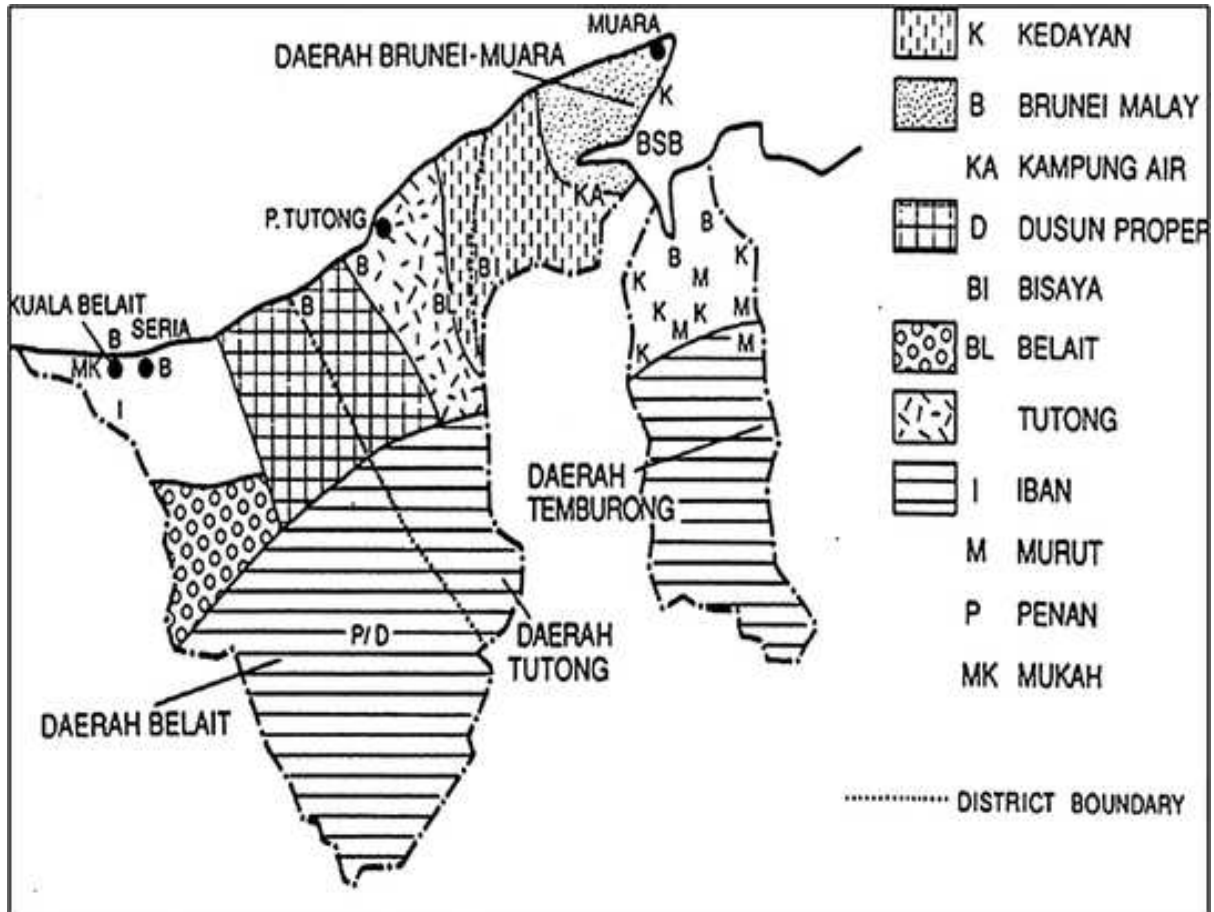 MUARA
DAERAH BRUNEI-MUARA
K
BSB
KA
P. TUTONG
B
BL
BI
B
KUALA BELAIT
B
SERIA
MK
B
I
B
B
M
K
K
K
K
M
M
K
M
DAERAH
TEMBURONG
P/D
DAERAH
TUTONG
DAERAH BELAIT
K KEDAYAN
B BRUNEI MALAY
KA KAMPUNG AIR
D DUSUN PROPER
BI BISAYA
BL BELAIT
TUTONG
I IBAN
M MURUT
P PENAN
MK MUKAH
DISTRICT BOUNDARY